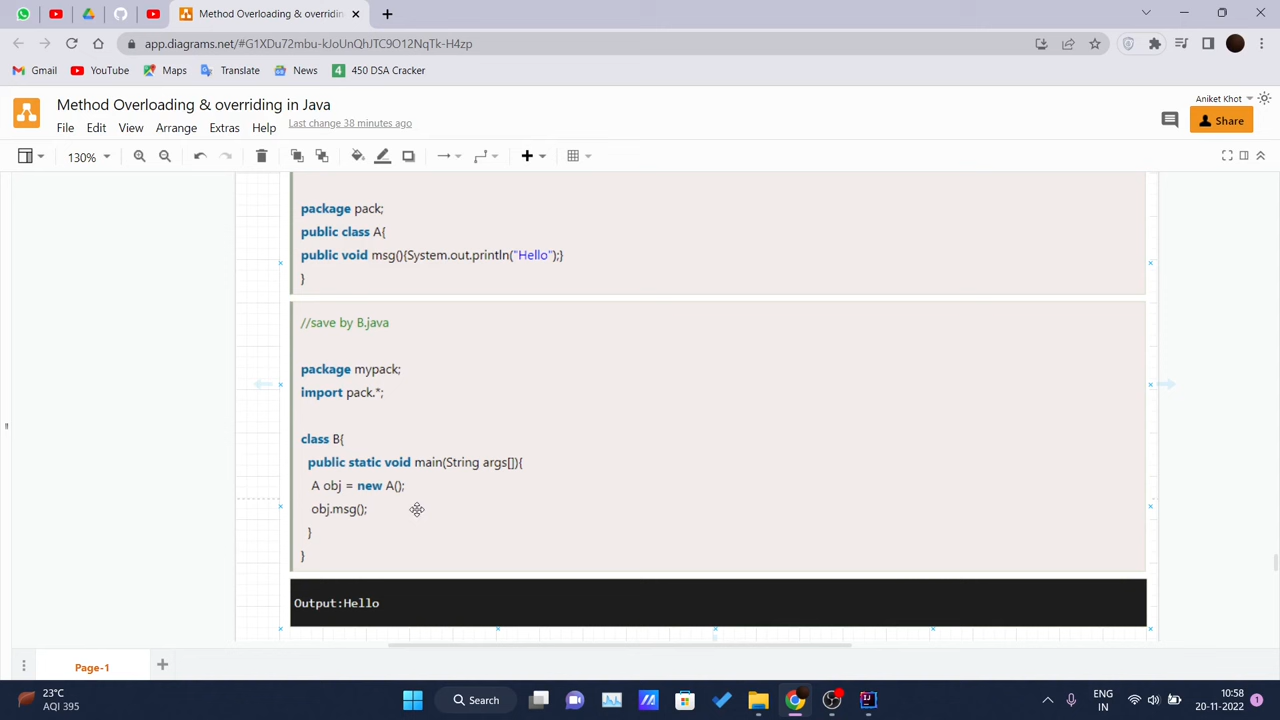 Method Overloading & overridin
app.diagrams.net/#G1XDu72mbu-kJoUnQhJTC9O12NqTk-H4zp
Gmail
YouTube
Maps
Translate
News
4
450 DSA Cracker
Method Overloading & overriding in Java
Aniket Khot
File
Edit
View
Arrange
Extras
Help
Last change 38 minutes ago
Share
130%
package pack;
public class A{
public void msg(){System.out.println("Hello");}
}
//save by B.java
package mypack;
import pack.*;
class B{
public static void main(String args[]){
A obj = new A();
obj.msg();
}
}
Output:Hello
Page-1
23°C
AQI 395
Search
ENG
IN
10:58
20-11-2022
1